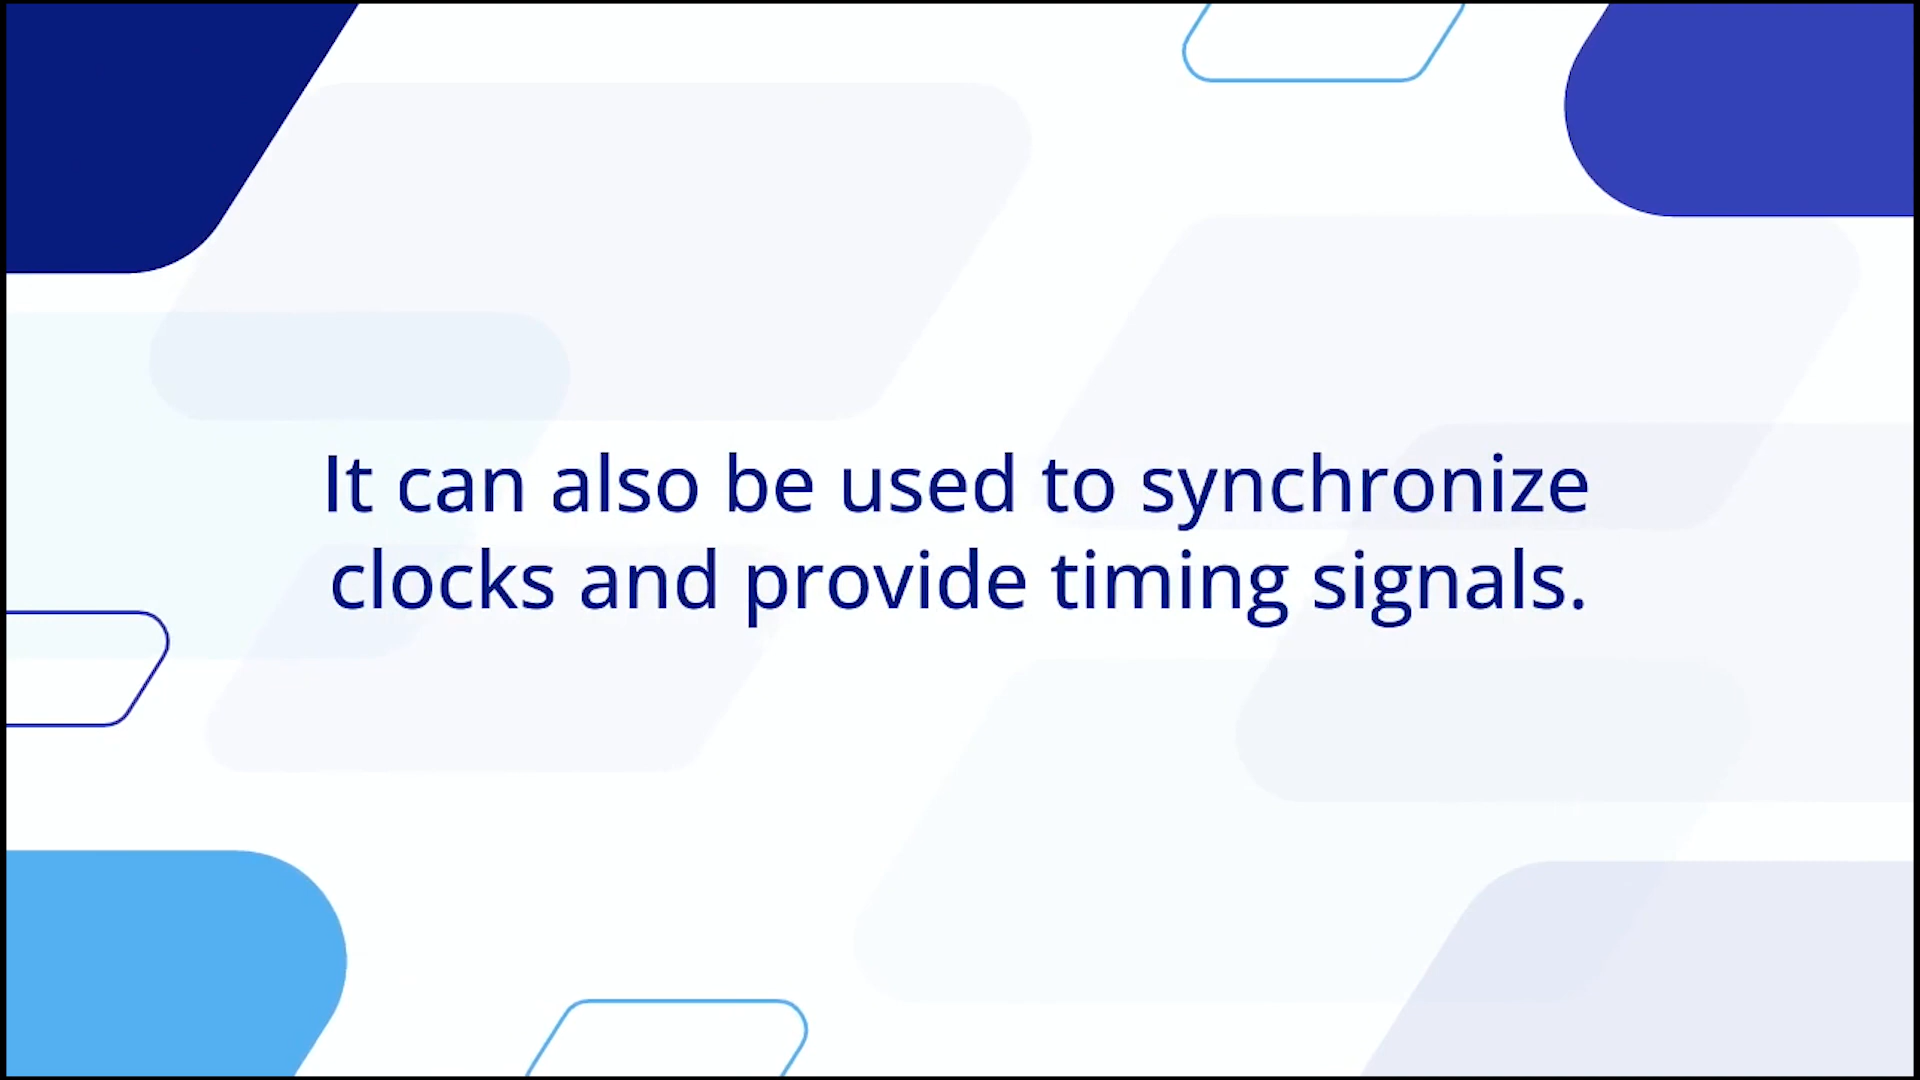 It can also be used to synchronize
clocks and provide timing signals.